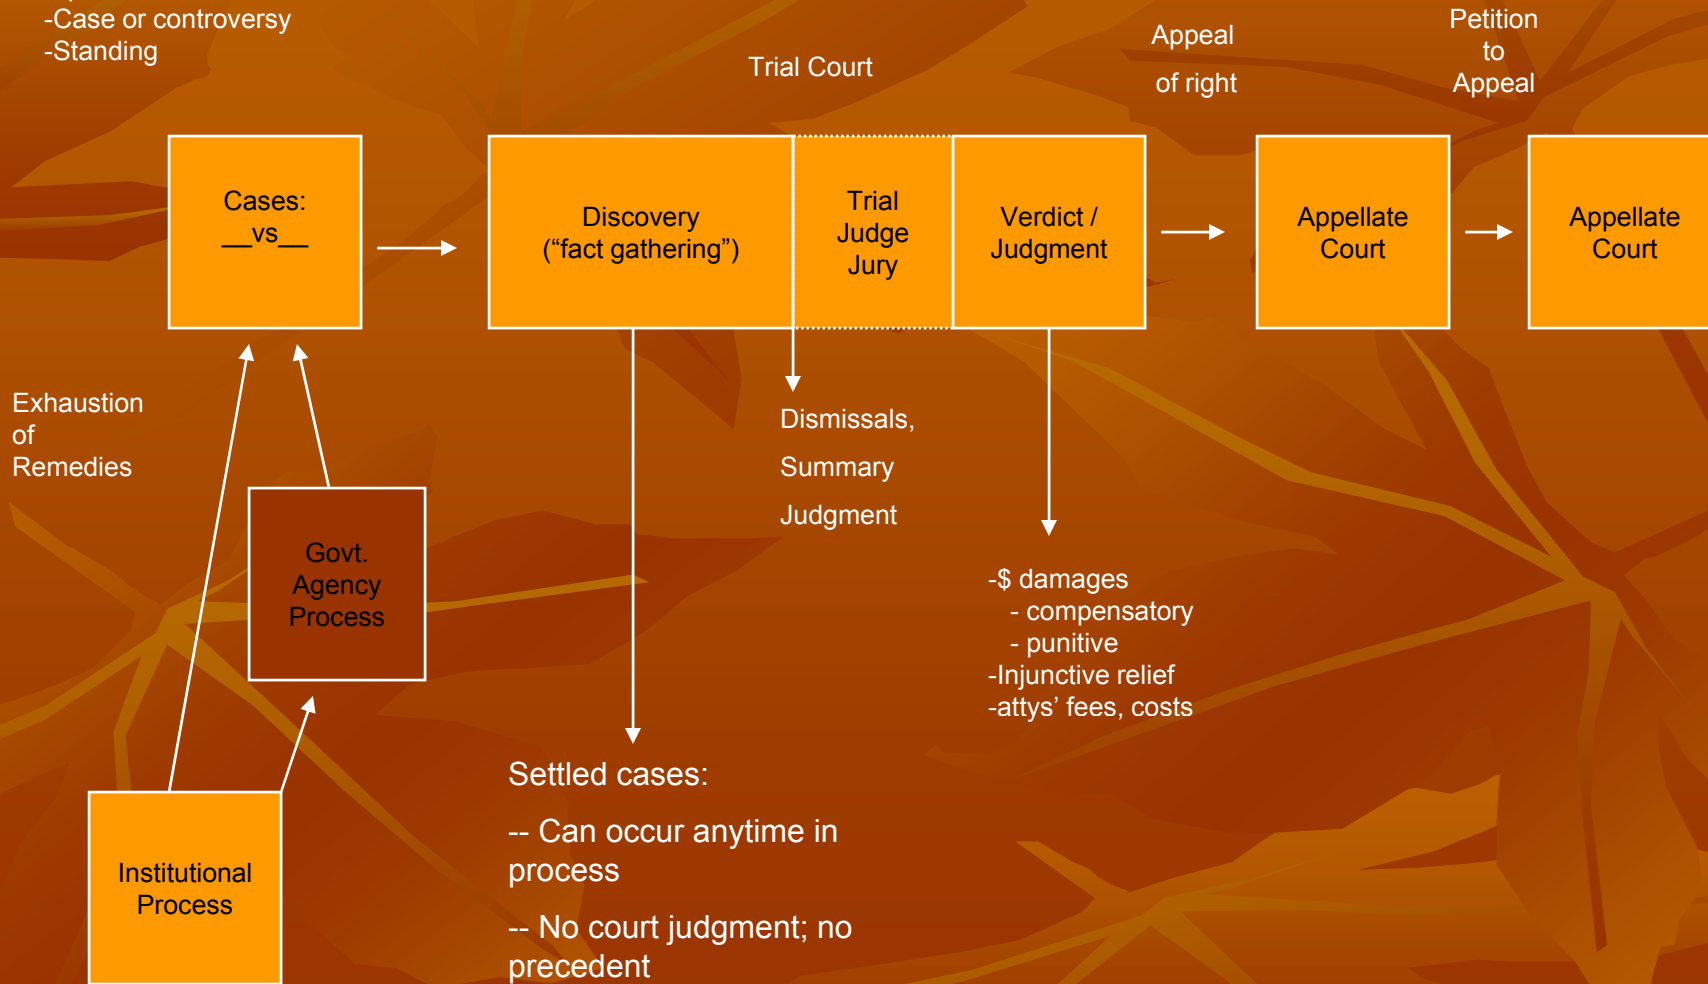 -Case or controversy
-Standing
Trial Court
Appeal
of right
Petition
to
Appeal
Cases:
__vs__
Discovery
(“fact gathering”)
Trial
Judge
Jury
Verdict /
Judgment
Appellate
Court
Appellate
Court
Exhaustion
of
Remedies
Dismissals,
Summary
Judgment
Govt.
Agency
Process
-$ damages
- compensatory
- punitive
-Injunctive relief
-attys’ fees, costs
Institutional
Process
Settled cases:
-- Can occur anytime in
process
-- No court judgment; no
precedent